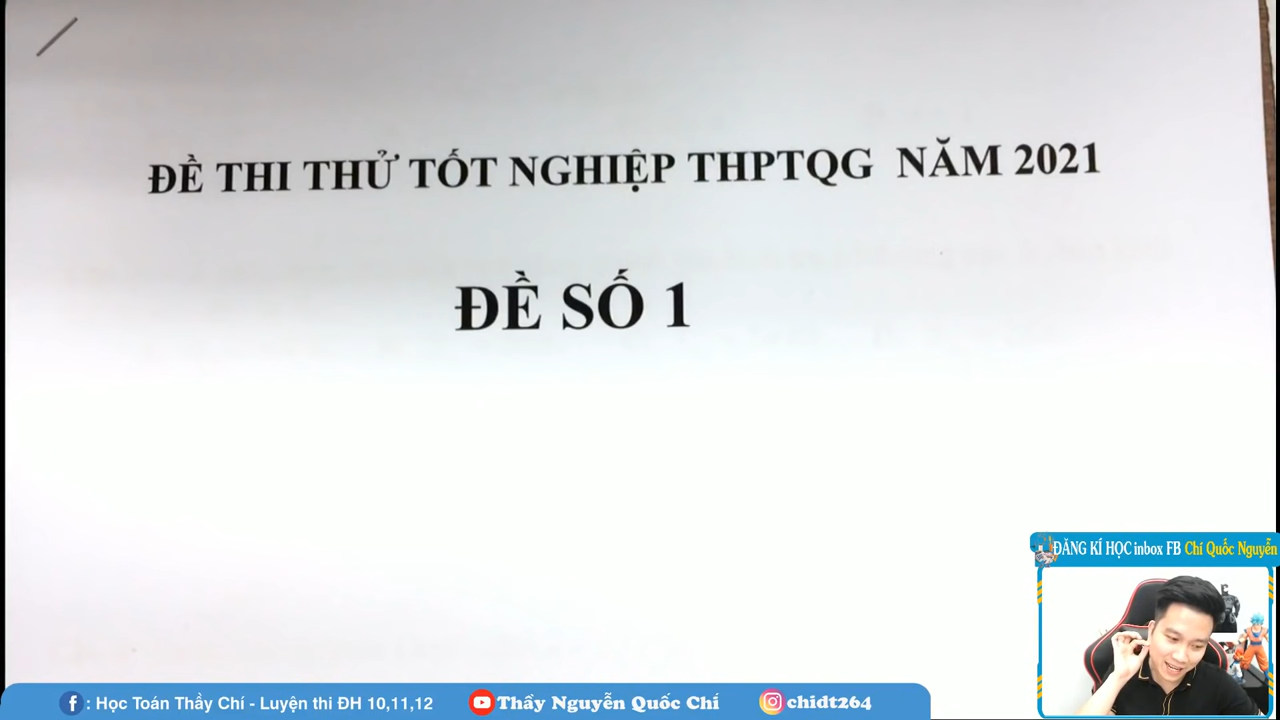 ĐỀ THI THỬ TỐT NGHIỆP THPTQG NĂM 2021
ĐỀ SỐ 1
ĐĂNG KÍ HỌC inbox FB Chí Quốc Nguyễn
: Học Toán Thầy Chí - Luyện thi ĐH 10,11,12
Thầy Nguyễn Quốc Chí
chidt264